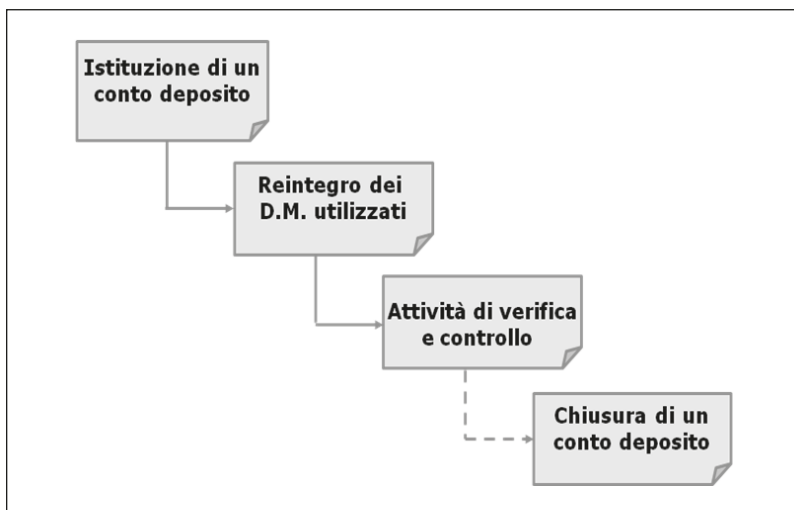 Istituzione di un
conto deposito
Reintegro dei
D.M. utilizzati
Attività di verifica
e controllo
Chiusura di un
conto deposito